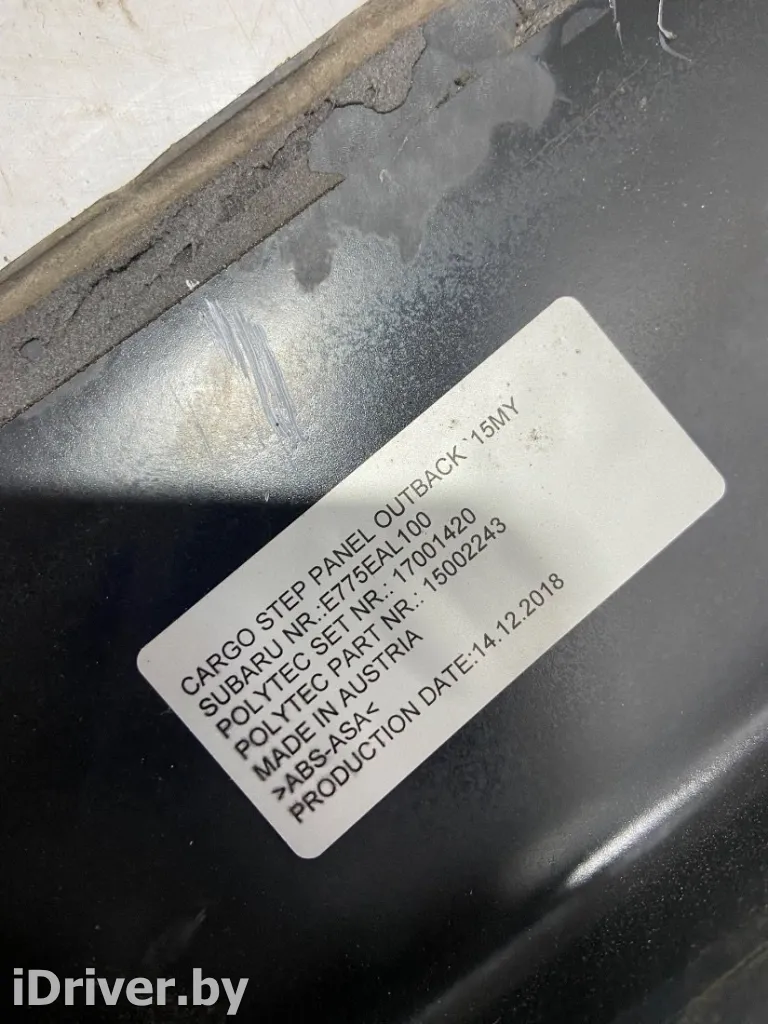 CARGO STEP PANEL OUTBACK`15MY
SUBARU NR.:E775EAL100
POLYTEC SET NR.: 17001420
POLYTEC PART NR.: 15002243
MADE IN AUSTRIA
>ABS-ASA<
PRODUCTION DATE:14.12.2018
iDriver.by